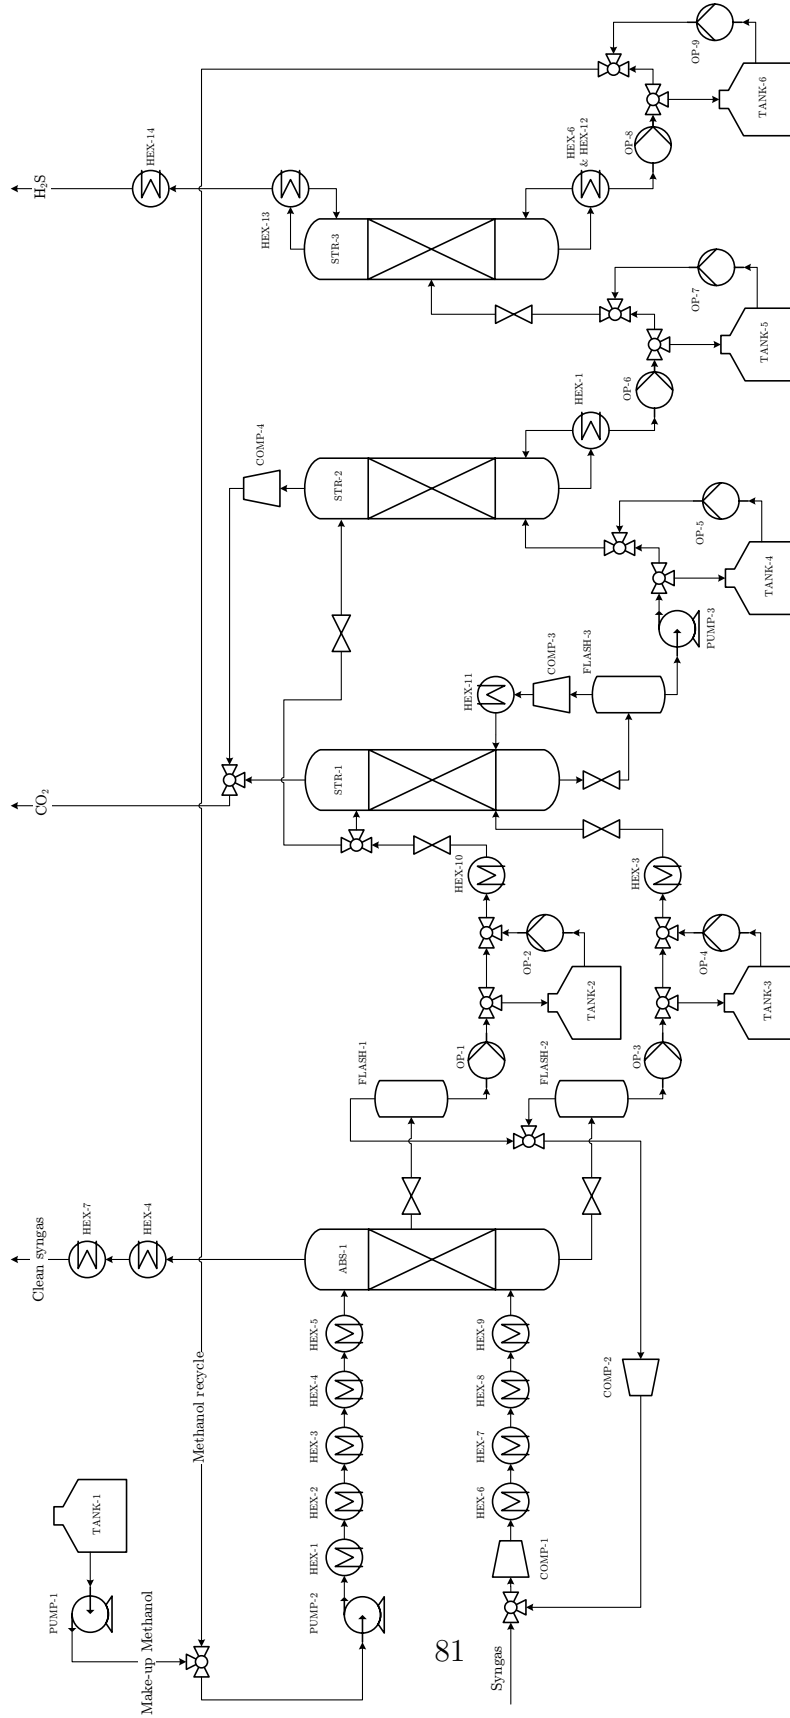 H₂S
HEX-14
HEX-13
STR-3
HEX-6
& HEX-12
OP-8
OP-9
TANK-6
OP-7
TANK-5
OP-6
HEX-1
COMP-4
STR-2
OP-5
TANK-4
PUMP-3
FLASH-3
COMP-3
HEX-11
CO₂
STR-1
HEX-10
HEX-3
OP-2
TANK-2
OP-4
TANK-3
OP-1
OP-3
FLASH-1
FLASH-2
Clean syngas
HEX-7
HEX-4
ABS-1
HEX-5
HEX-4
HEX-3
HEX-2
HEX-1
HEX-9
HEX-8
HEX-7
HEX-6
COMP-2
COMP-1
Methanol recycle
TANK-1
PUMP-1
Make-up Methanol
PUMP-2
Syngas
81